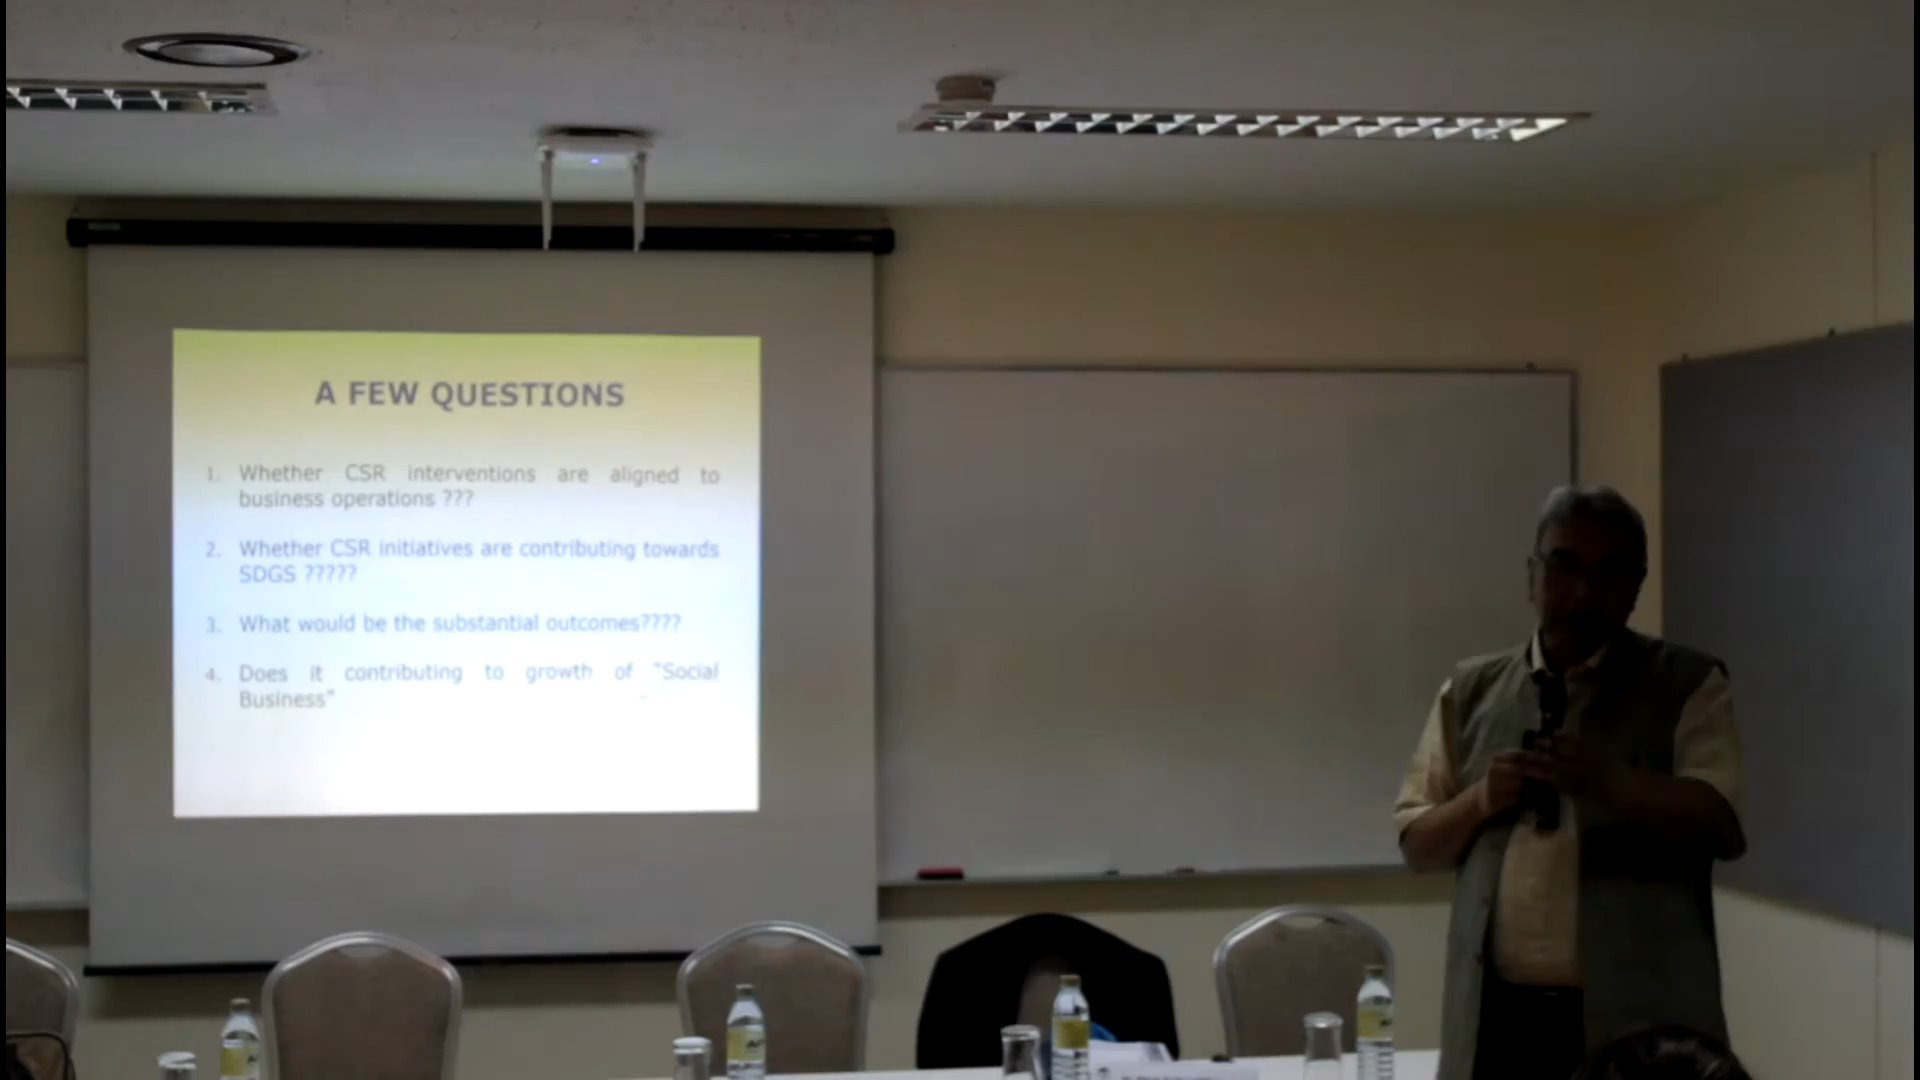 A FEW QUESTIONS
1. Whether CSR interventions are aligned to
business operations ???
2. Whether CSR initiatives are contributing towards
SDGS ?????
3. What would be the substantial outcomes????
4. Does it contributing to growth of "Social
Business"